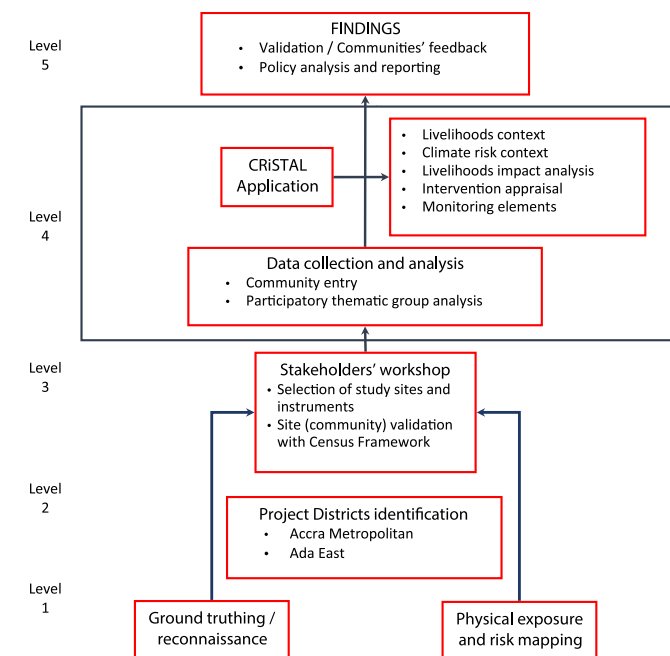 Level
5
FINDINGS
• Validation / Communities’ feedback
• Policy analysis and reporting
Level
4
CRiSTAL
Application
• Livelihoods context
• Climate risk context
• Livelihoods impact analysis
• Intervention appraisal
• Monitoring elements
Data collection and analysis
• Community entry
• Participatory thematic group analysis
Level
3
Stakeholders’ workshop
• Selection of study sites and
instruments
• Site (community) validation
with Census Framework
Level
2
Project Districts identification
• Accra Metropolitan
• Ada East
Level
1
Ground truthing /
reconnaissance
Physical exposure
and risk mapping